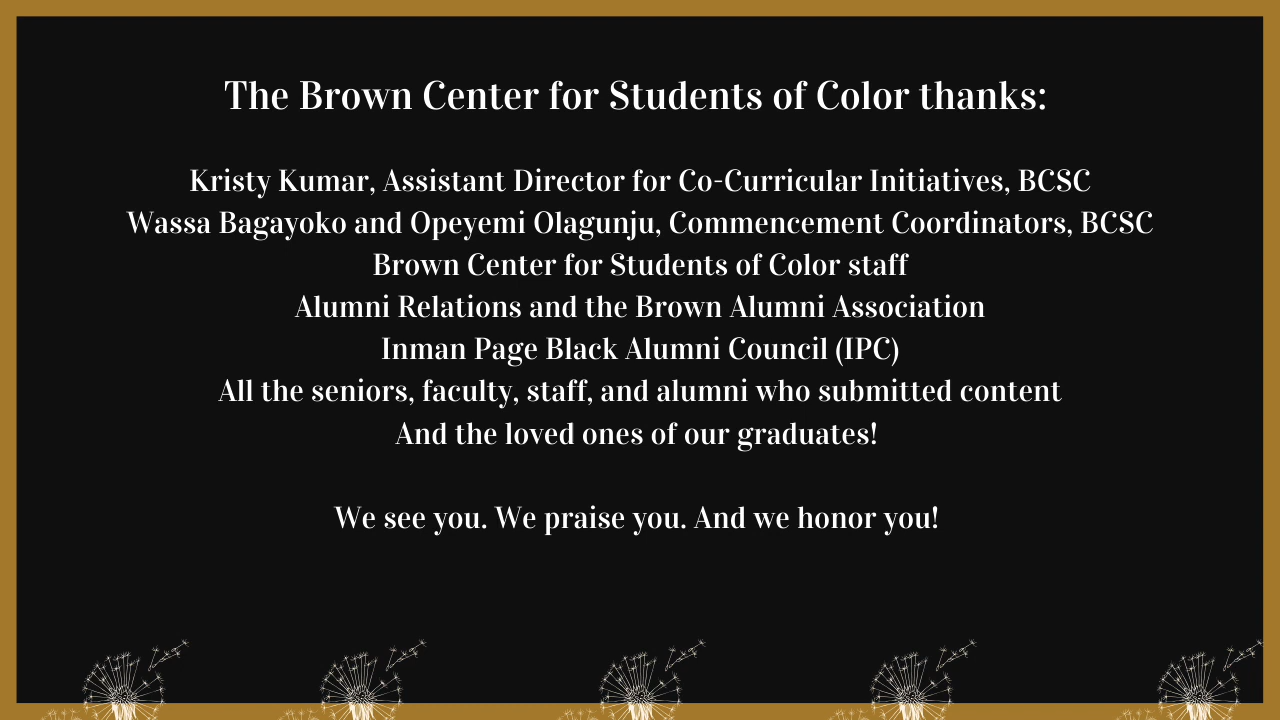 The Brown Center for Students of Color thanks:
Kristy Kumar, Assistant Director for Co-Curricular Initiatives, BCSC
Wassa Bagayoko and Opeyemi Olagunju, Commencement Coordinators, BCSC
Brown Center for Students of Color staff
Alumni Relations and the Brown Alumni Association
Inman Page Black Alumni Council (IPC)
All the seniors, faculty, staff, and alumni who submitted content
And the loved ones of our graduates!
We see you. We praise you. And we honor you!